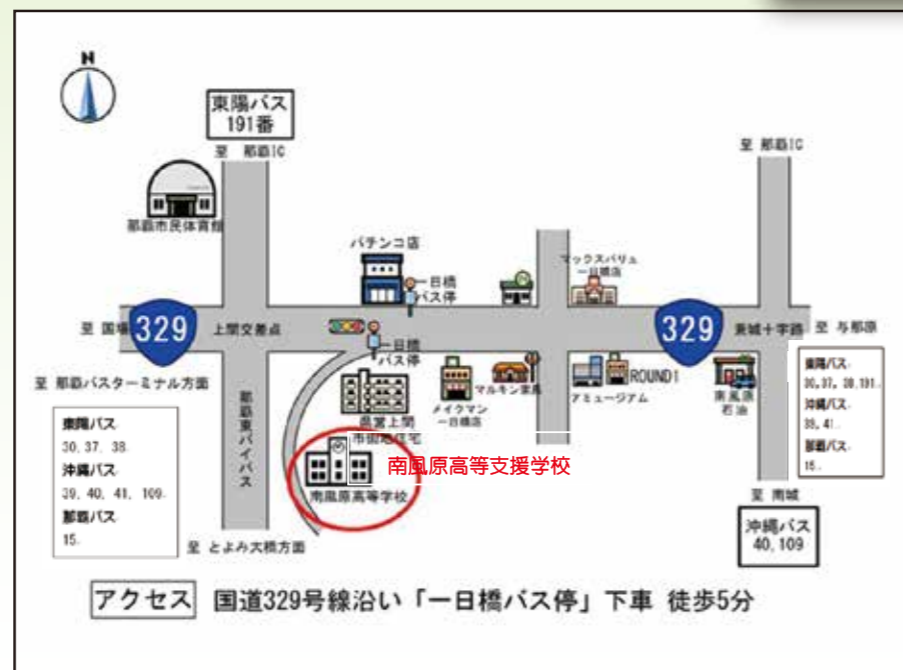 N
東陽バス
191番
至 那覇IC
至 那覇IC
那覇市民体育館
パチンコ店
一日橋
バス停
マックスバリュ
一日橋店
至 国場
329
上間交差点
329
兼城十字路
至 与那原
一日橋
バス停
至 那覇バスターミナル方面
那覇東バイパス
県営上間
市街地住宅
メイクマン
一日橋店
マルキン家具
アミュージアム
ROUND1
南風原
石油
東陽バス
30, 37, 38
沖縄バス
39, 40, 41, 109
那覇バス
15
東陽バス
30, 37, 38, 191
沖縄バス
39, 41
那覇バス
15
南風原高等支援学校
南風原高等学校
至 とよみ大橋方面
至 南城
沖縄バス
40, 109
アクセス 国道329号線沿い「一日橋バス停」下車 徒歩5分